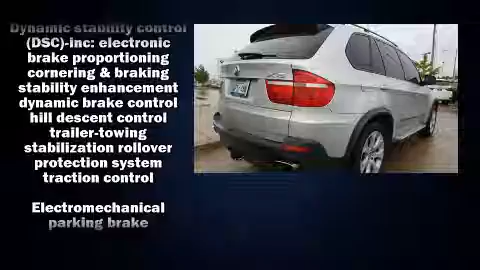 Dynamic stability control
(DSC)-inc: electronic
brake proportioning
cornering & braking
stability enhancement
dynamic brake control
hill descent control
trailer-towing
stabilization rollover
protection system
traction control
Electromechanical
parking brake